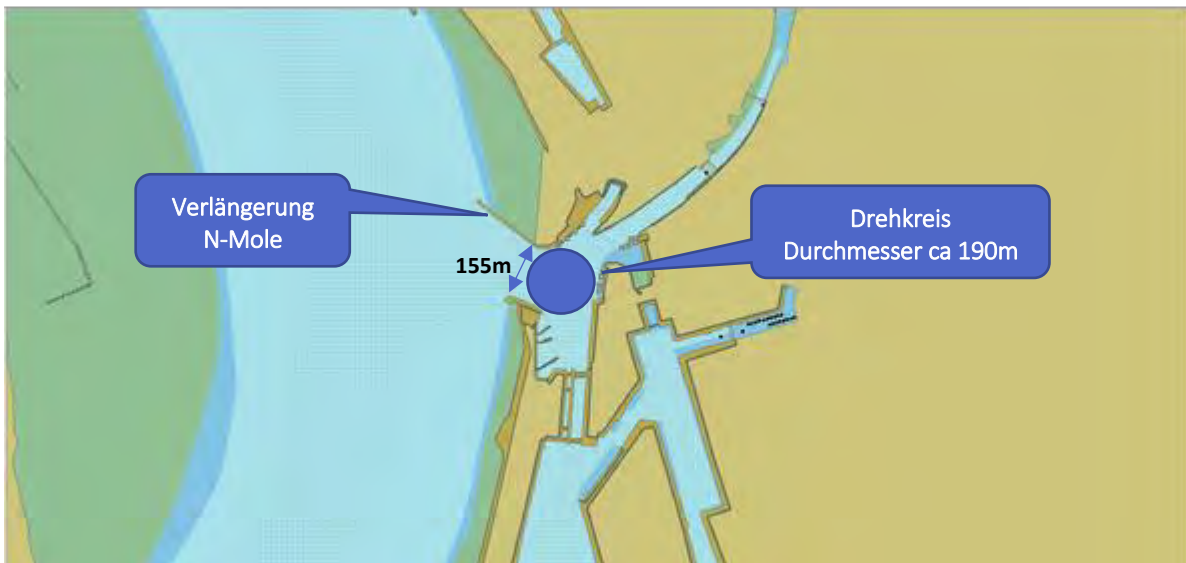 Verlängerung
N-Mole
155m
Drehkreis
Durchmesser ca 190m